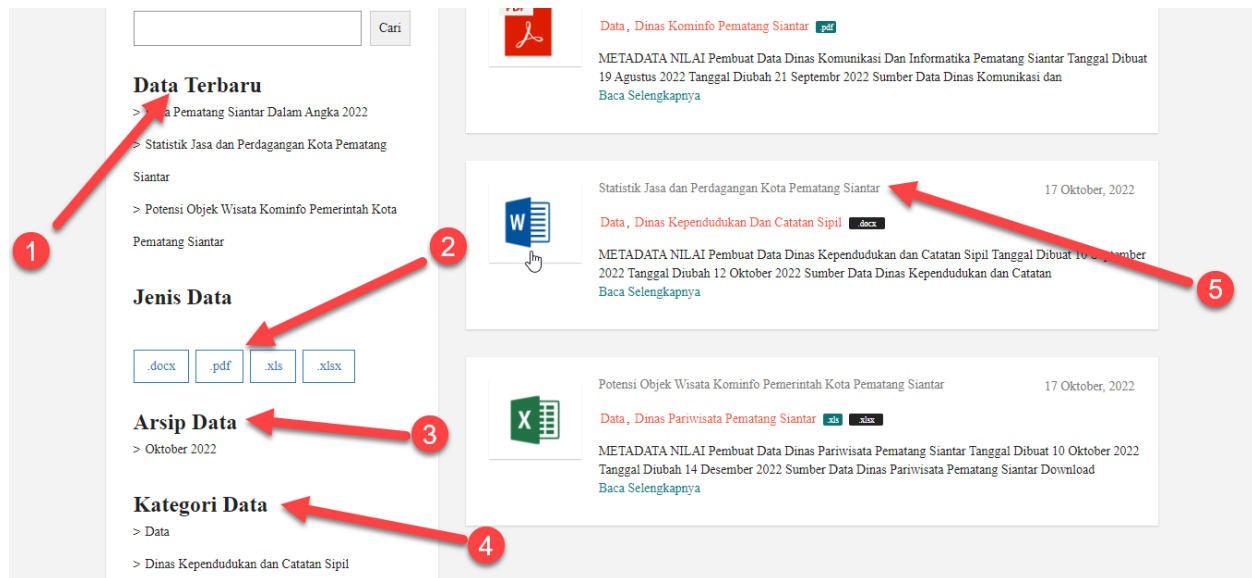 Cari
Data Terbaru
> Pematang Siantar Dalam Angka 2022
> Statistik Jasa dan Perdagangan Kota Pematang
Siantar
> Potensi Objek Wisata Kominfo Pemerintah Kota
Pematang Siantar
1
2
Jenis Data
.docx .pdf .xls .xlsx
Arsip Data
3
> Oktober 2022
Kategori Data
4
> Data
> Dinas Kependudukan dan Catatan Sipil
PDF
Data, Dinas Kominfo Pematang Siantar .pdf
METADATA NILAI Pembuat Data Dinas Komunikasi Dan Informatika Pematang Siantar Tanggal Dibuat
19 Agustus 2022 Tanggal Diubah 21 Septembr 2022 Sumber Data Dinas Komunikasi dan
Baca Selengkapnya
W
Statistik Jasa dan Perdagangan Kota Pematang Siantar 17 Oktober, 2022
Data, Dinas Kependudukan Dan Catatan Sipil .docx
METADATA NILAI Pembuat Data Dinas Kependudukan dan Catatan Sipil Tanggal Dibuat 10 September
2022 Tanggal Diubah 12 Oktober 2022 Sumber Data Dinas Kependudukan dan Catatan
Baca Selengkapnya
5
X
Potensi Objek Wisata Kominfo Pemerintah Kota Pematang Siantar 17 Oktober, 2022
Data, Dinas Pariwisata Pematang Siantar .xls .xlsx
METADATA NILAI Pembuat Data Dinas Pariwisata Pematang Siantar Tanggal Dibuat 10 Oktober 2022
Tanggal Diubah 14 Desember 2022 Sumber Data Dinas Pariwisata Pematang Siantar Download
Baca Selengkapnya